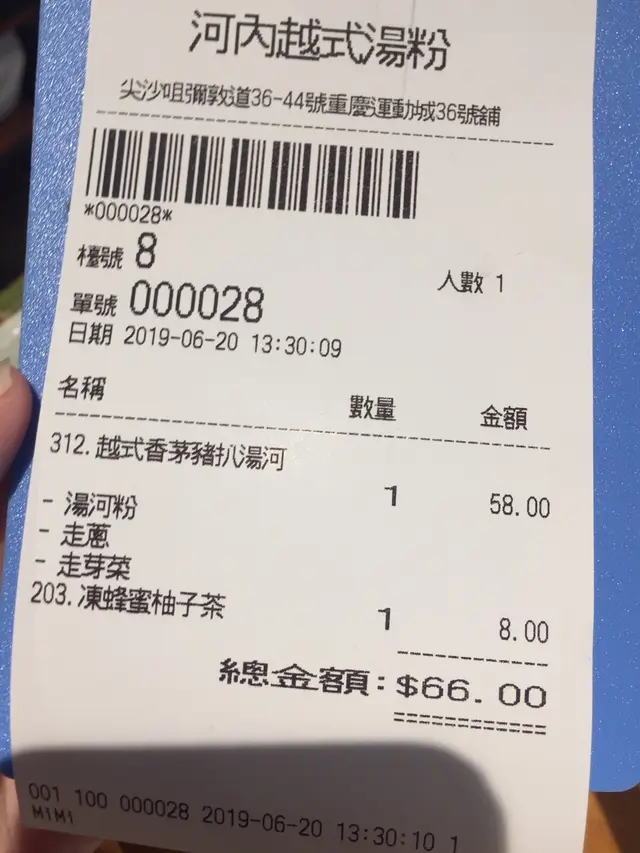 河內越式湯粉
尖沙咀彌敦道36-44號重慶運動城36號舖
*000028*
檯號 8
人數 1
單號 000028
日期 2019-06-20 13:30:09
名稱 數量 金額
312. 越式香茅豬扒湯河 1 58.00
- 湯河粉
- 走蔥
- 走芽菜
203. 凍蜂蜜柚子茶 1 8.00
總金額: $66.00
001 100 000028 2019-06-20 13:30:10 1
MIMI